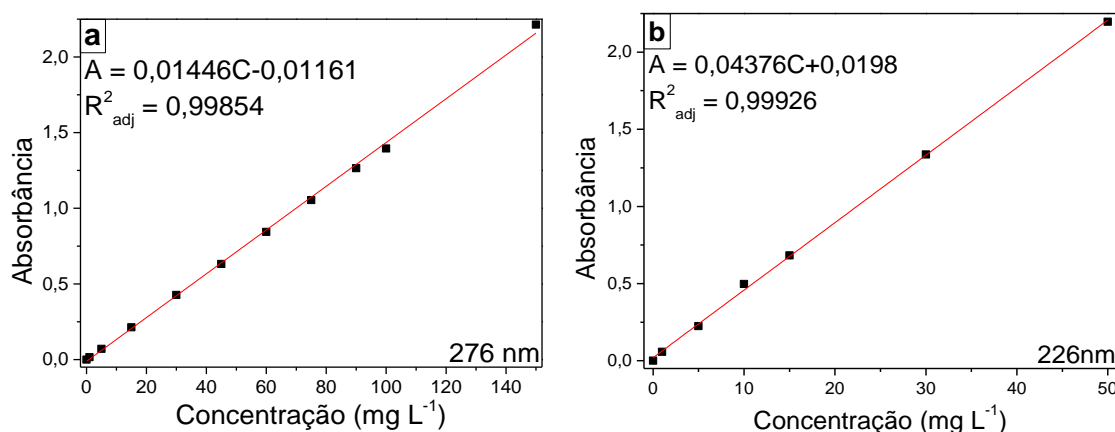 a
A = 0,01446C-0,01161
R²adj = 0,99854
2,0
1,5
1,0
0,5
0,0
Absorbância
0 20 40 60 80 100 120 140
276 nm
Concentração (mg L⁻¹)
b
A = 0,04376C+0,0198
R²adj = 0,99926
2,0
1,5
1,0
0,5
0,0
Absorbância
0 10 20 30 40 50
226nm
Concentração (mg L⁻¹)